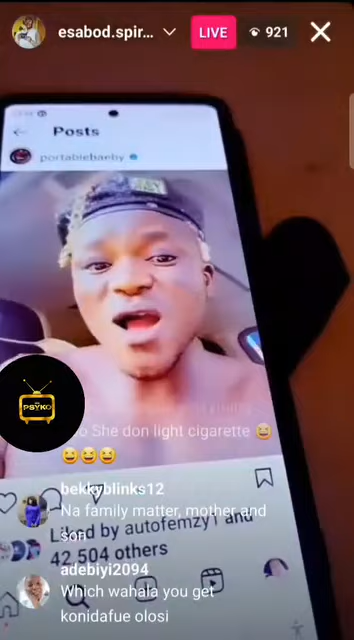 esabod.spir...
LIVE
921
Posts
portablebaeby
PSYKO
She don light cigarette 😆
😆😆😆
bekkyblinks12
Na family matter, mother and
son
Liked by autofemzy1 and
42,504 others
adebiyi2094
Which wahala you get
konidafue olosi